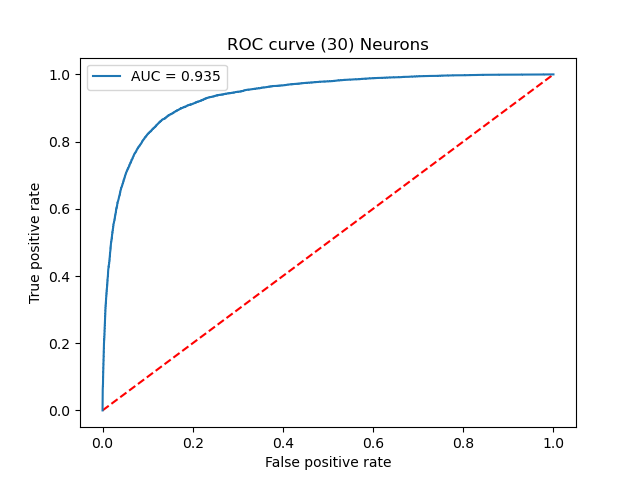 ROC curve (30) Neurons
AUC = 0.935
True positive rate
1.0
0.8
0.6
0.4
0.2
0.0
0.0 0.2 0.4 0.6 0.8 1.0
False positive rate